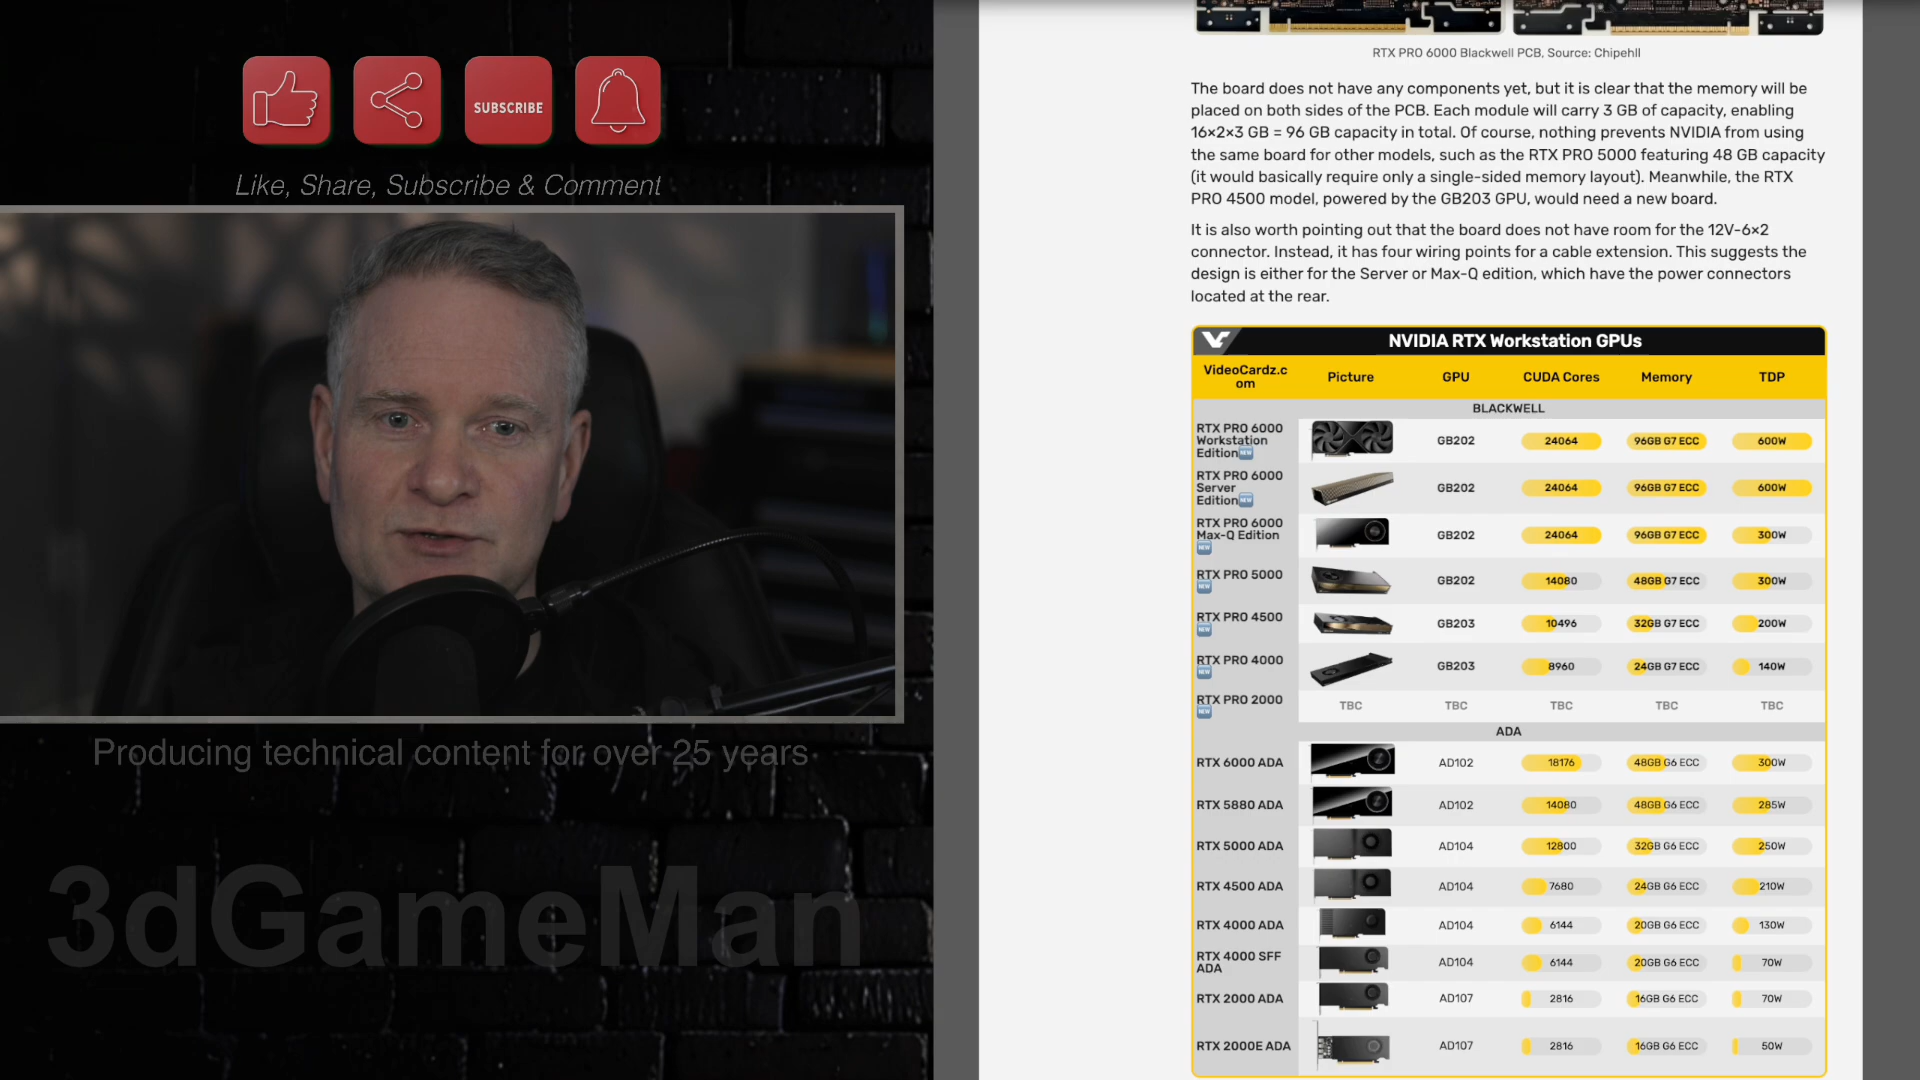 SUBSCRIBE
Like, Share, Subscribe & Comment
Producing technical content for over 25 years
3dGameMan
RTX PRO 6000 Blackwell PCB, Source: Chipehll
The board does not have any components yet, but it is clear that the memory will be
placed on both sides of the PCB. Each module will carry 3 GB of capacity, enabling
16×2×3 GB = 96 GB capacity in total. Of course, nothing prevents NVIDIA from using
the same board for other models, such as the RTX PRO 5000 featuring 48 GB capacity
(it would basically require only a single-sided memory layout). Meanwhile, the RTX
PRO 4500 model, powered by the GB203 GPU, would need a new board.
It is also worth pointing out that the board does not have room for the 12V-6×2
connector. Instead, it has four wiring points for a cable extension. This suggests the
design is either for the Server or Max-Q edition, which have the power connectors
located at the rear.
NVIDIA RTX Workstation GPUs
VideoCardz.c
om
Picture GPU CUDA Cores Memory TDP
BLACKWELL
RTX PRO 6000
Workstation
Edition NEW
GB202 24064 96GB G7 ECC 600W
RTX PRO 6000
Server
Edition NEW
GB202 24064 96GB G7 ECC 600W
RTX PRO 6000
Max-Q Edition
NEW
GB202 24064 96GB G7 ECC 300W
RTX PRO 5000
NEW
GB202 14080 48GB G7 ECC 300W
RTX PRO 4500
NEW
GB203 10496 32GB G7 ECC 200W
RTX PRO 4000
NEW
GB203 8960 24GB G7 ECC 140W
RTX PRO 2000
NEW
TBC TBC TBC TBC TBC
ADA
RTX 6000 ADA AD102 18176 48GB G6 ECC 300W
RTX 5880 ADA AD102 14080 48GB G6 ECC 285W
RTX 5000 ADA AD104 12800 32GB G6 ECC 250W
RTX 4500 ADA AD104 7680 24GB G6 ECC 210W
RTX 4000 ADA AD104 6144 20GB G6 ECC 130W
RTX 4000 SFF
ADA
AD104 6144 20GB G6 ECC 70W
RTX 2000 ADA AD107 2816 16GB G6 ECC 70W
RTX 2000E ADA AD107 2816 16GB G6 ECC 50W